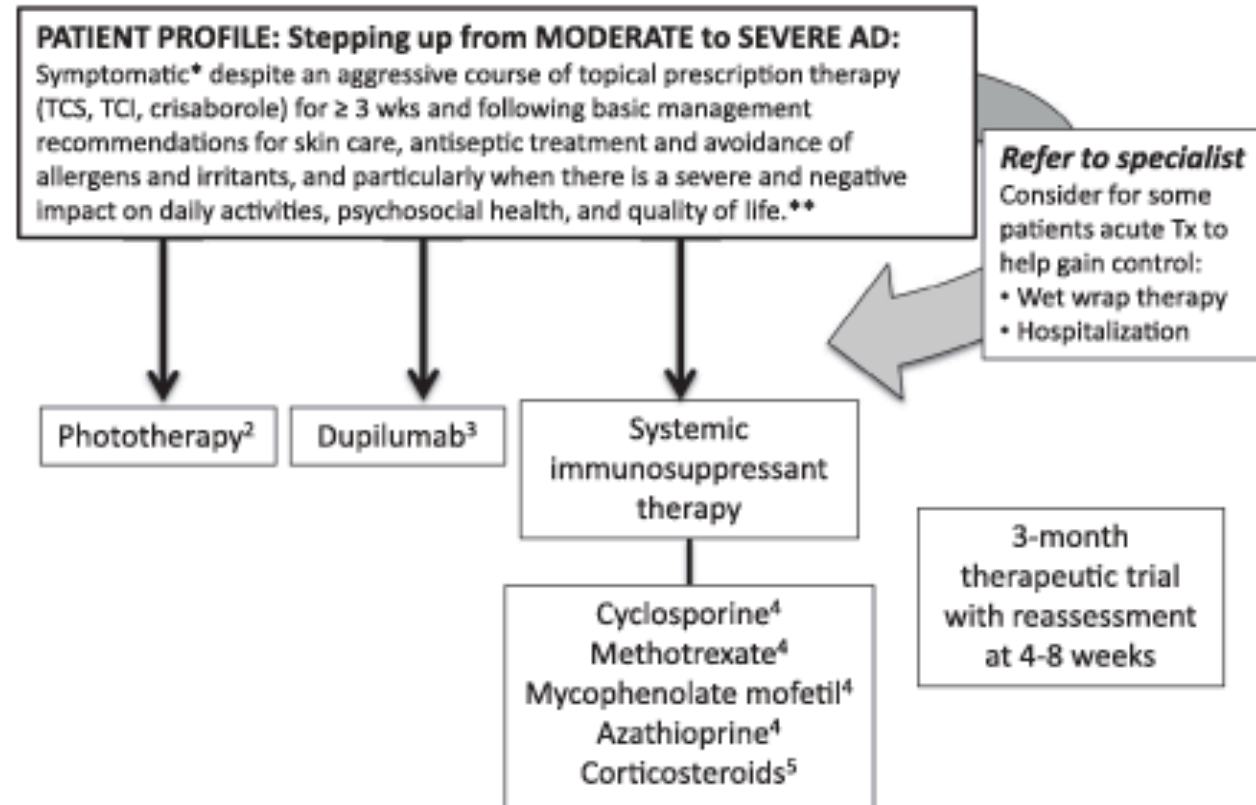 PATIENT PROFILE: Stepping up from MODERATE to SEVERE AD:
Symptomatic* despite an aggressive course of topical prescription therapy
(TCS, TCI, crisaborole) for ≥ 3 wks and following basic management
recommendations for skin care, antiseptic treatment and avoidance of
allergens and irritants, and particularly when there is a severe and negative
impact on daily activities, psychosocial health, and quality of life.**
Refer to specialist
Consider for some
patients acute Tx to
help gain control:
• Wet wrap therapy
• Hospitalization
Phototherapy²
Dupilumab³
Systemic
immunosuppressant
therapy
Cyclosporine⁴
Methotrexate⁴
Mycophenolate mofetil⁴
Azathioprine⁴
Corticosteroids⁵
3-month
therapeutic trial
with reassessment
at 4-8 weeks